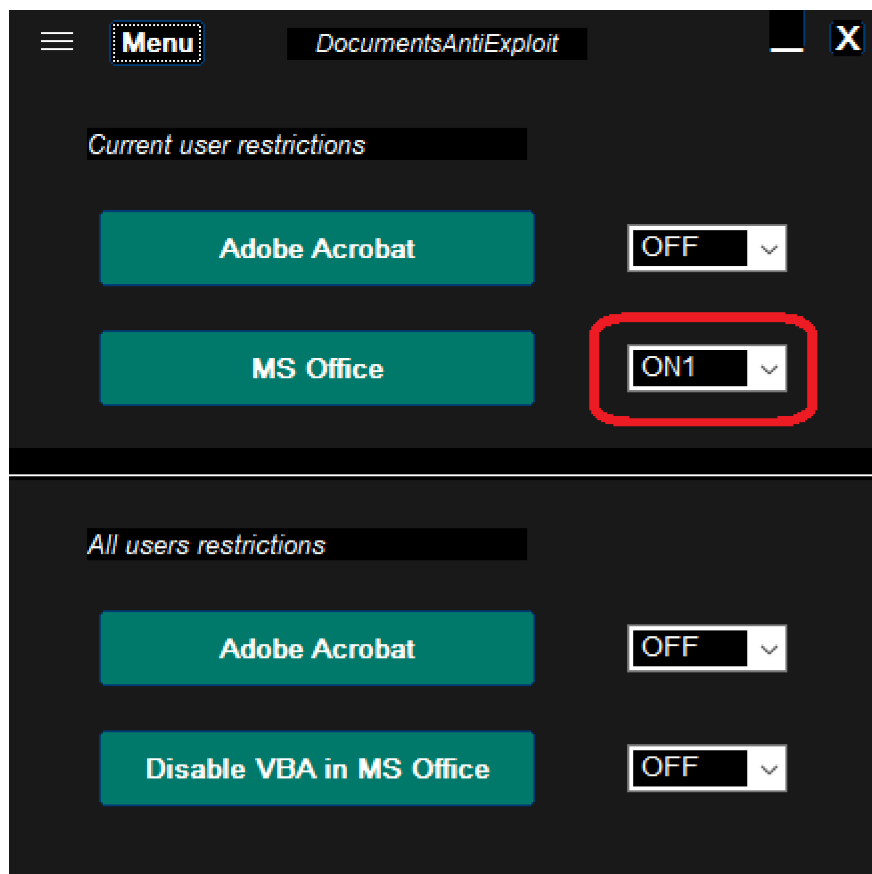 Menu DocumentsAntiExploit _ X
Current user restrictions
Adobe Acrobat OFF
MS Office ON1
All users restrictions
Adobe Acrobat OFF
Disable VBA in MS Office OFF